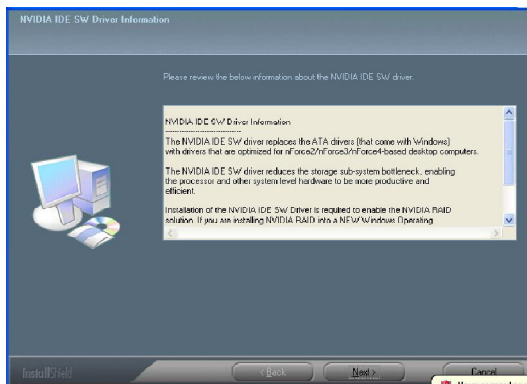 NVIDIA IDE SW Driver Information
Please review the below information about the NVIDIA IDE SW driver.
NVIDIA IDE SW Driver Information
--------------------------------
The NVIDIA IDE SW driver replaces the ATA drivers (that come with Windows)
with drivers that are optimized for nForce2/nForce3/nForce4-based desktop computers.
The NVIDIA IDE SW driver reduces the storage sub-system bottleneck, enabling
the processor and other system level hardware to be more productive and
efficient.
Installation of the NVIDIA IDE SW Driver is required to enable the NVIDIA RAID
solution. If you are installing NVIDIA RAID into a NEW Windows Operating
InstallShield
< Back
Next >
Cancel